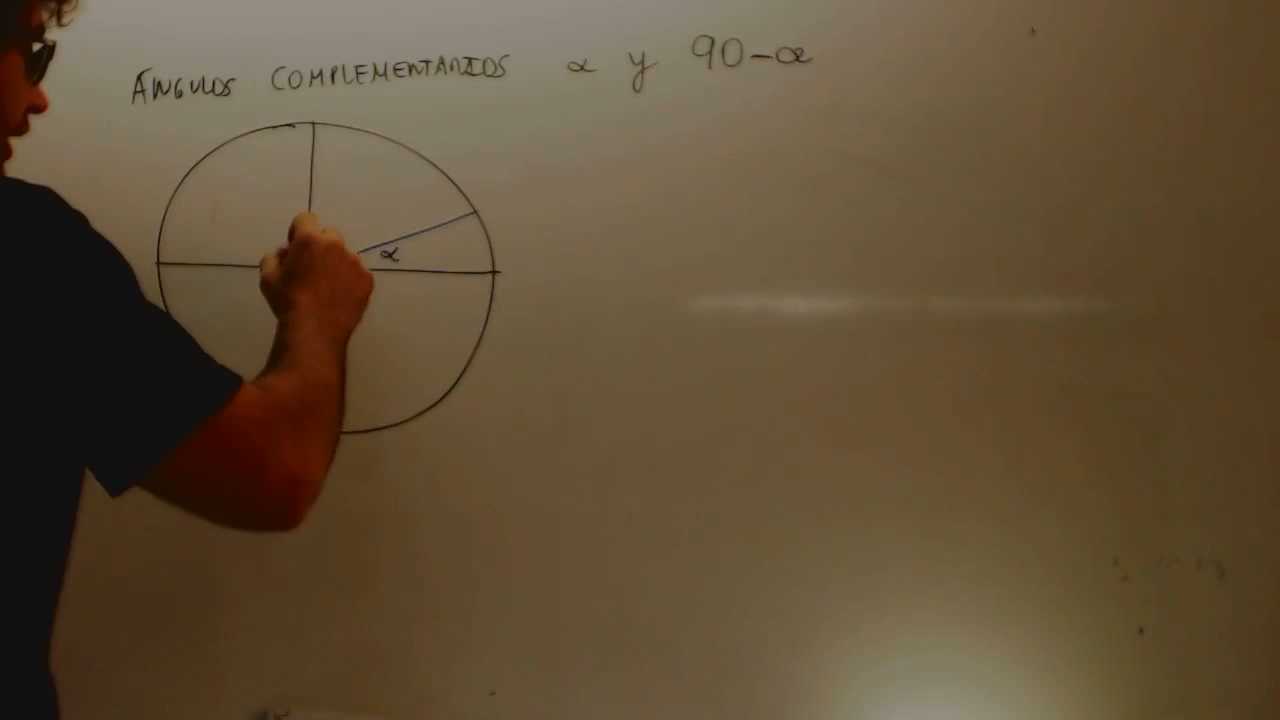 ÁNGULOS COMPLEMENTARIOS α y 90-α
α